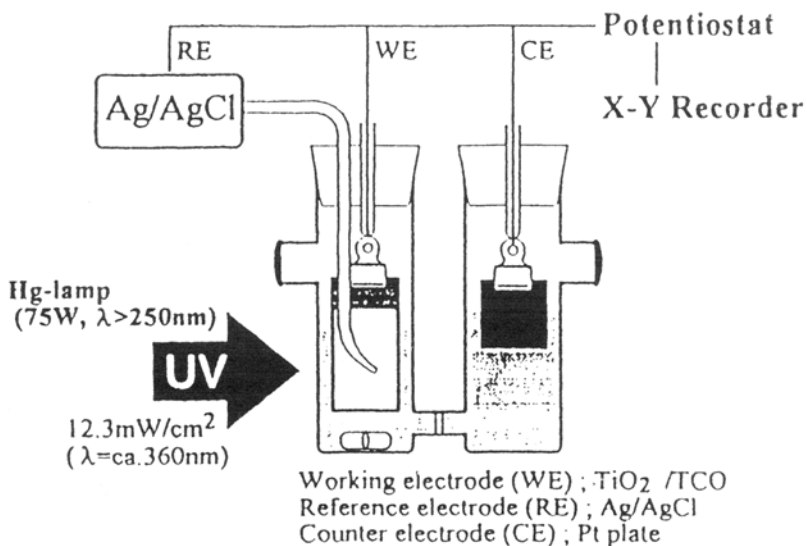 Potentiostat
RE WE CE
Ag/AgCl
X-Y Recorder
Hg-lamp
(75W, λ>250nm)
UV
12.3mW/cm²
(λ=ca.360nm)
Working electrode (WE) ; TiO₂ /TCO
Reference electrode (RE) ; Ag/AgCl
Counter electrode (CE) ; Pt plate